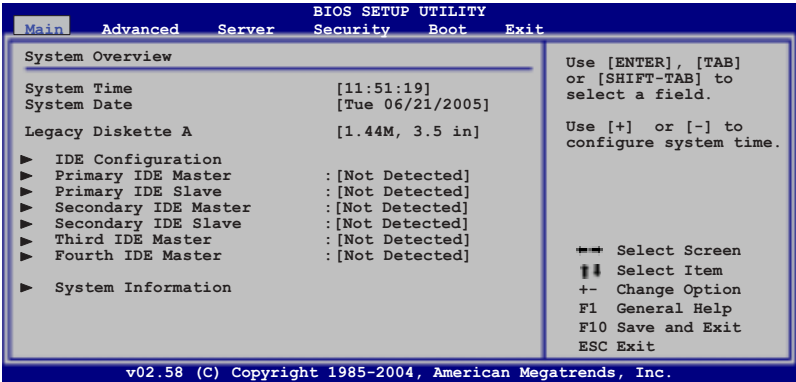 BIOS SETUP UTILITY
Main Advanced Server Security Boot Exit
System Overview
System Time [11:51:19]
System Date [Tue 06/21/2005]
Legacy Diskette A [1.44M, 3.5 in]
IDE Configuration
Primary IDE Master :[Not Detected]
Primary IDE Slave :[Not Detected]
Secondary IDE Master :[Not Detected]
Secondary IDE Slave :[Not Detected]
Third IDE Master :[Not Detected]
Fourth IDE Master :[Not Detected]
System Information
Use [ENTER], [TAB]
or [SHIFT-TAB] to
select a field.
Use [+] or [-] to
configure system time.
Select Screen
Select Item
+- Change Option
F1 General Help
F10 Save and Exit
ESC Exit
v02.58 (C) Copyright 1985-2004, American Megatrends, Inc.